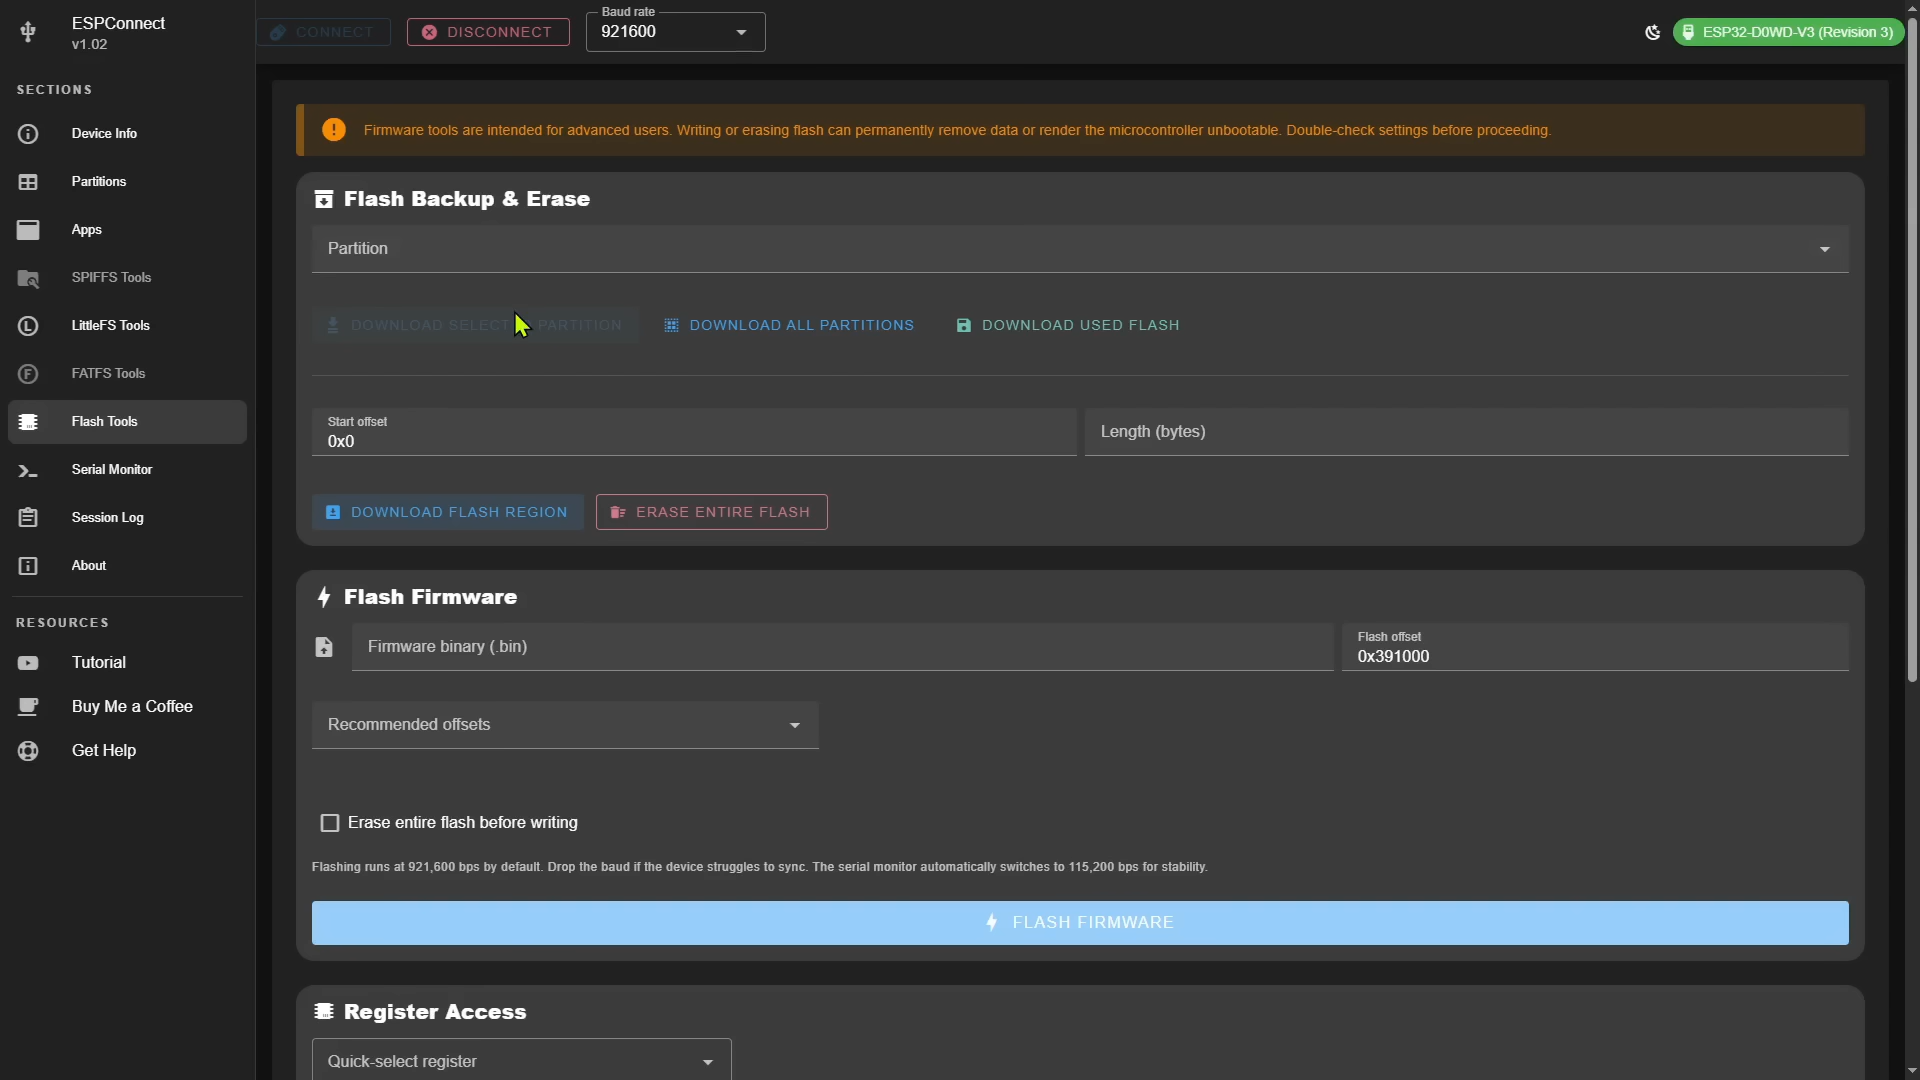 ESPConnect
v1.02
SECTIONS
Device Info
Partitions
Apps
SPIFFS Tools
LittleFS Tools
FATFS Tools
Flash Tools
Serial Monitor
Session Log
About
RESOURCES
Tutorial
Buy Me a Coffee
Get Help
CONNECT
DISCONNECT
Baud rate
921600
ESP32-D0WD-V3 (Revision 3)
Firmware tools are intended for advanced users. Writing or erasing flash can permanently remove data or render the microcontroller unbootable. Double-check settings before proceeding.
Flash Backup & Erase
Partition
DOWNLOAD SELECTED PARTITION
DOWNLOAD ALL PARTITIONS
DOWNLOAD USED FLASH
Start offset
0x0
Length (bytes)
DOWNLOAD FLASH REGION
ERASE ENTIRE FLASH
Flash Firmware
Firmware binary (.bin)
Flash offset
0x391000
Recommended offsets
Erase entire flash before writing
Flashing runs at 921,600 bps by default. Drop the baud if the device struggles to sync. The serial monitor automatically switches to 115,200 bps for stability.
FLASH FIRMWARE
Register Access
Quick-select register